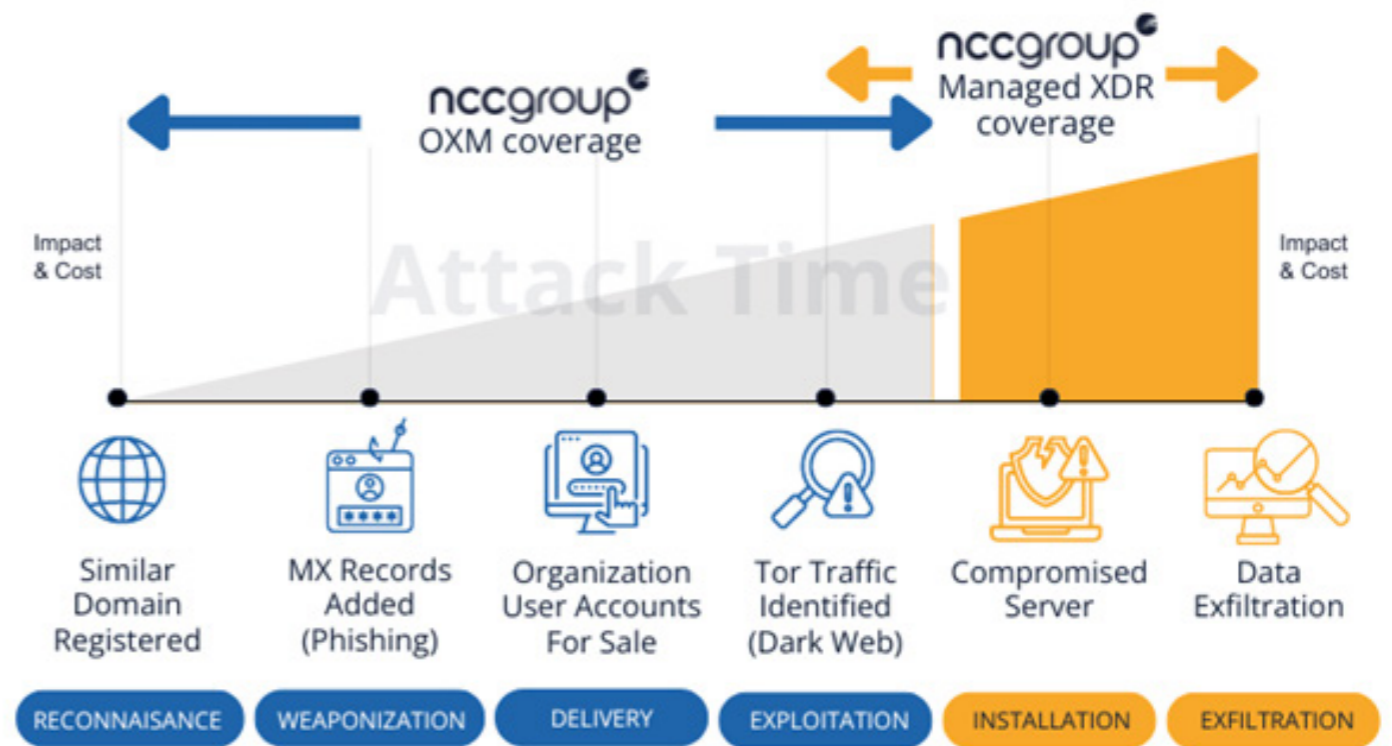 nccgroup
OXM coverage
nccgroup
Managed XDR
coverage
Impact
& Cost
Attack Time
Impact
& Cost
Similar
Domain
Registered
MX Records
Added
(Phishing)
Organization
User Accounts
For Sale
Tor Traffic
Identified
(Dark Web)
Compromised
Server
Data
Exfiltration
RECONNAISANCE
WEAPONIZATION
DELIVERY
EXPLOITATION
INSTALLATION
EXFILTRATION